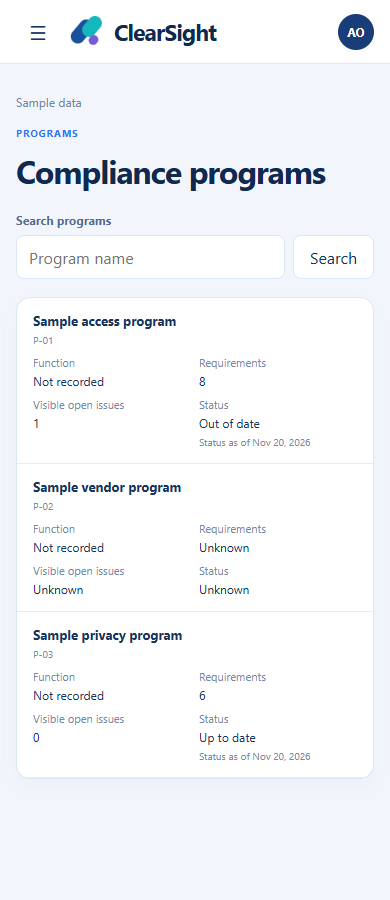 ☰ ClearSight AO
Sample data
PROGRAMS
Compliance programs
Search programs
Program name Search
Sample access program
P-01
Function Requirements
Not recorded 8
Visible open issues Status
1 Out of date
Status as of Nov 20, 2026
Sample vendor program
P-02
Function Requirements
Not recorded Unknown
Visible open issues Status
Unknown Unknown
Sample privacy program
P-03
Function Requirements
Not recorded 6
Visible open issues Status
0 Up to date
Status as of Nov 20, 2026